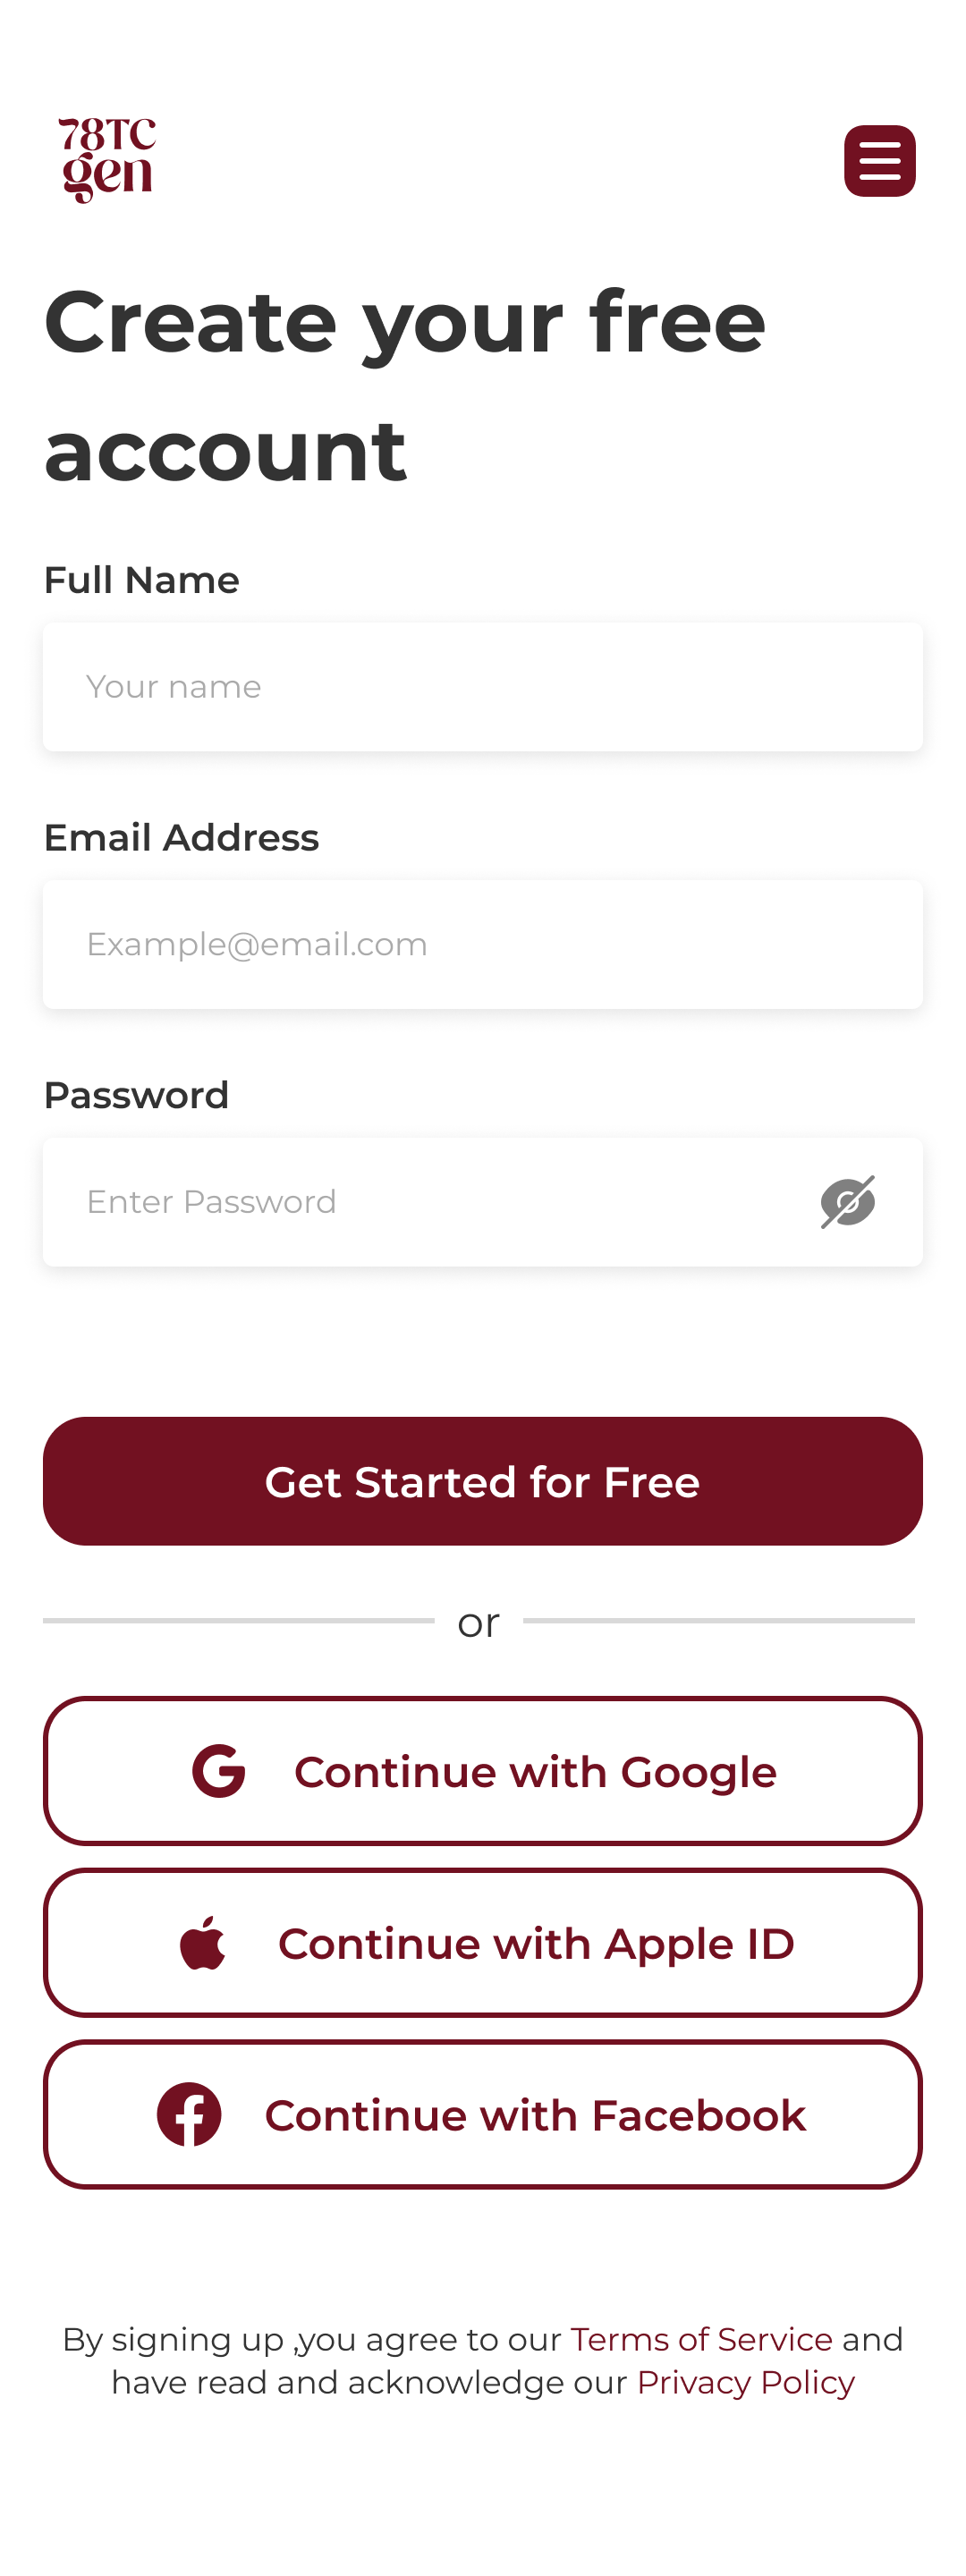 78TC
gen
Create your free
account
Full Name
Your name
Email Address
Example@email.com
Password
Enter Password
Get Started for Free
or
Continue with Google
Continue with Apple ID
Continue with Facebook
By signing up ,you agree to our Terms of Service and
have read and acknowledge our Privacy Policy